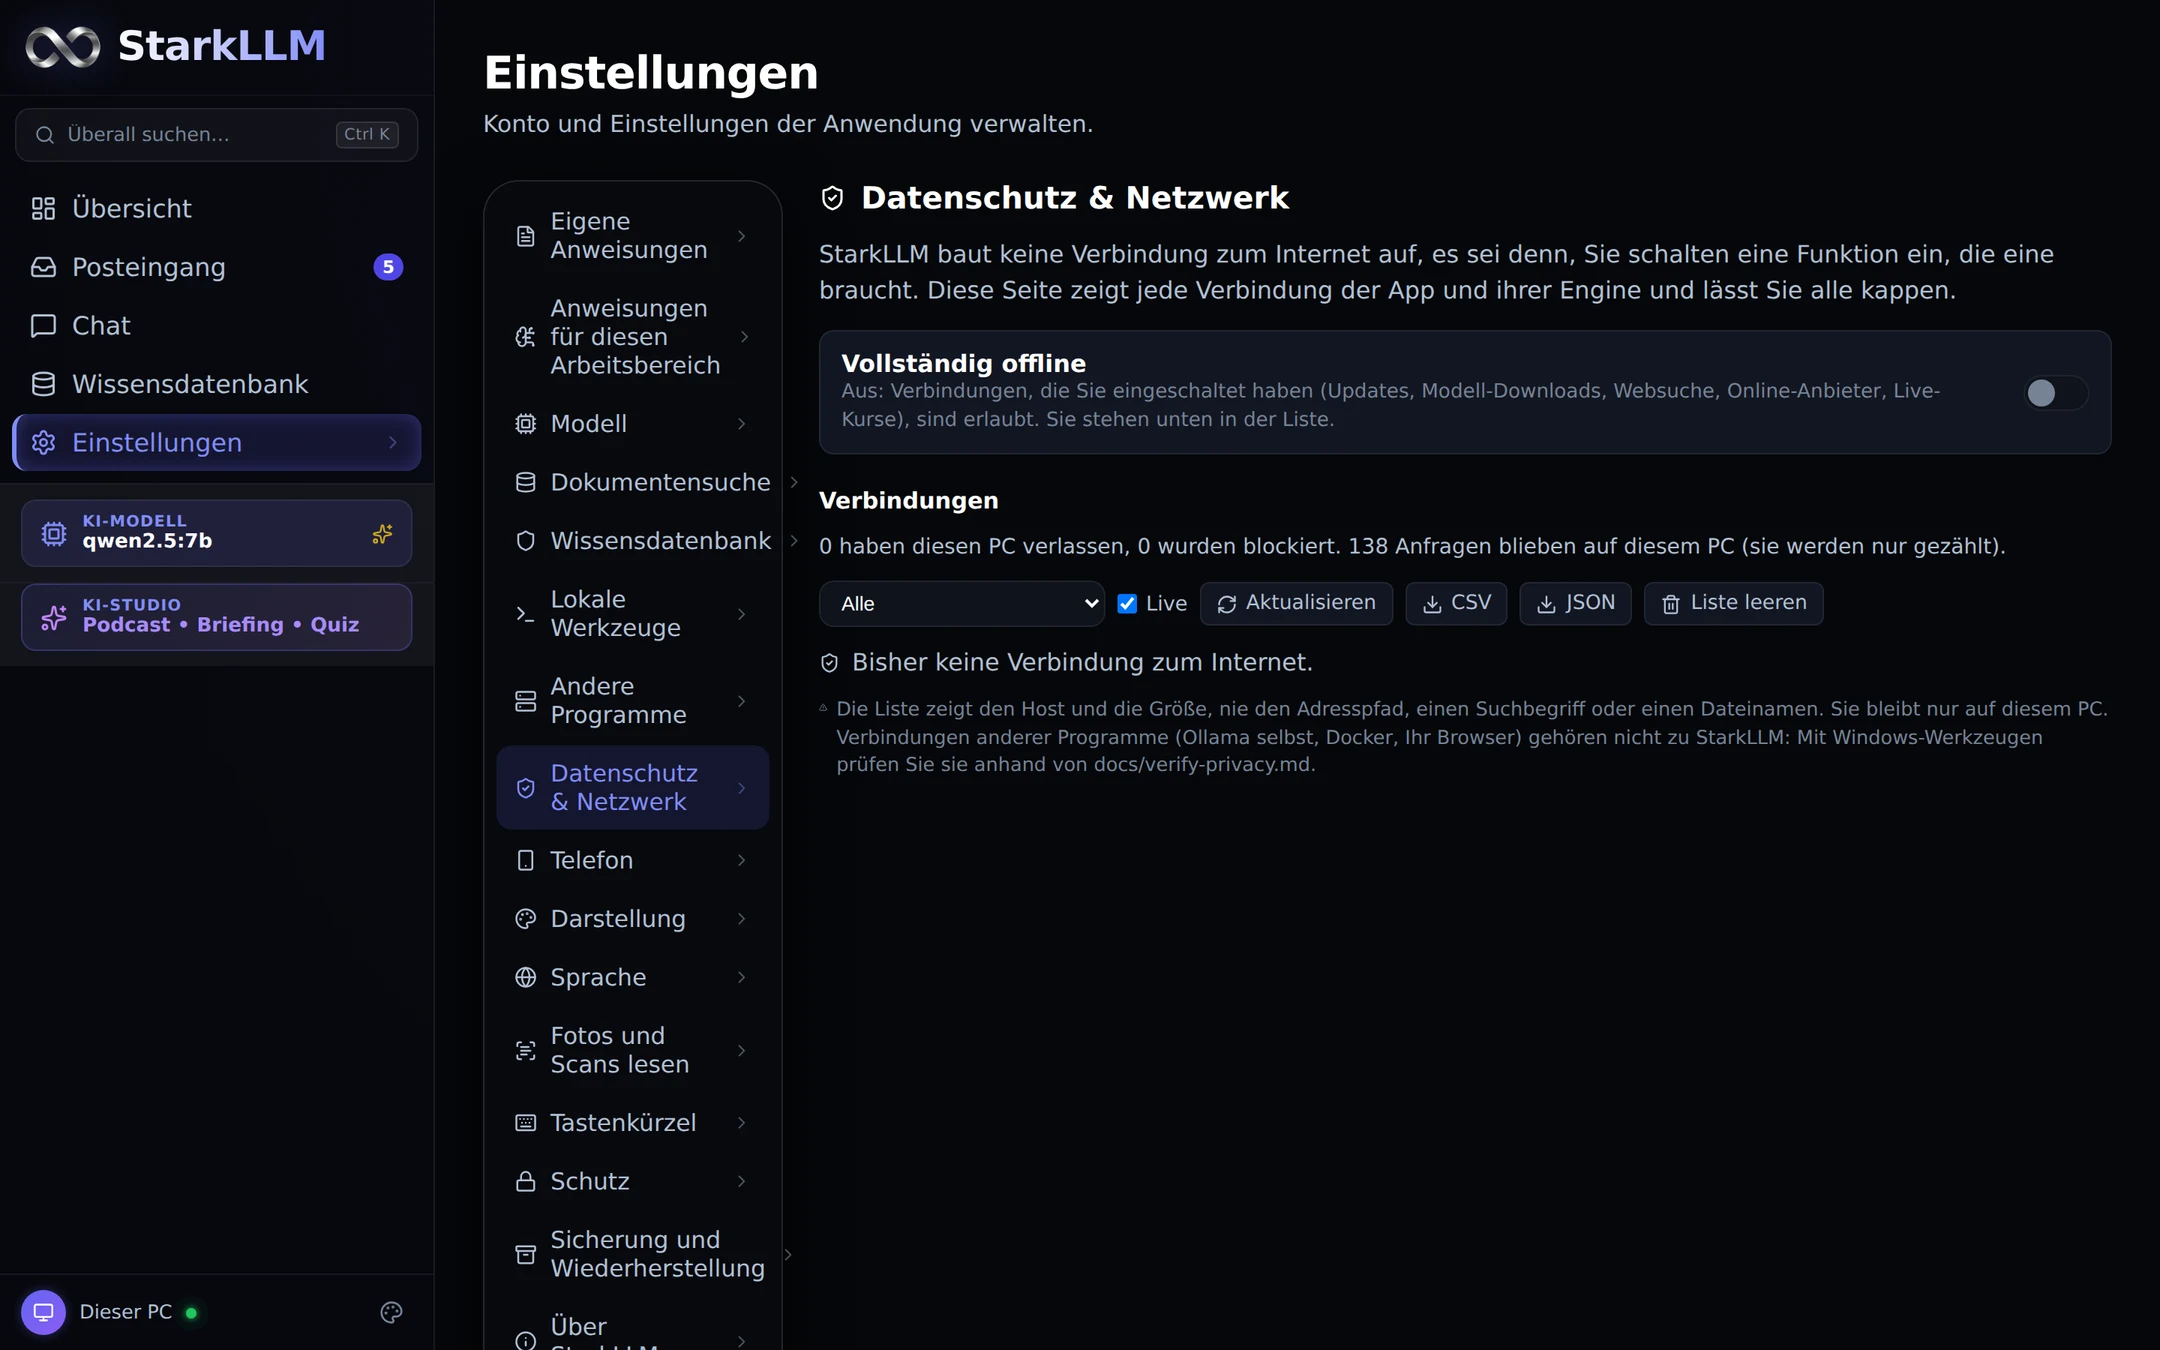 StarkLLM
Überall suchen...
Ctrl K
Übersicht
Posteingang
5
Chat
Wissensdatenbank
Einstellungen
KI-MODELL
qwen2.5:7b
KI-STUDIO
Podcast • Briefing • Quiz
Dieser PC
Einstellungen
Konto und Einstellungen der Anwendung verwalten.
Eigene
Anweisungen
Anweisungen
für diesen
Arbeitsbereich
Modell
Dokumentensuche
Wissensdatenbank
Lokale
Werkzeuge
Andere
Programme
Datenschutz
& Netzwerk
Telefon
Darstellung
Sprache
Fotos und
Scans lesen
Tastenkürzel
Schutz
Sicherung und
Wiederherstellung
Über
Datenschutz & Netzwerk
StarkLLM baut keine Verbindung zum Internet auf, es sei denn, Sie schalten eine Funktion ein, die eine
braucht. Diese Seite zeigt jede Verbindung der App und ihrer Engine und lässt Sie alle kappen.
Vollständig offline
Aus: Verbindungen, die Sie eingeschaltet haben (Updates, Modell-Downloads, Websuche, Online-Anbieter, Live-
Kurse), sind erlaubt. Sie stehen unten in der Liste.
Verbindungen
0 haben diesen PC verlassen, 0 wurden blockiert. 138 Anfragen blieben auf diesem PC (sie werden nur gezählt).
Alle
Live
Aktualisieren
CSV
JSON
Liste leeren
Bisher keine Verbindung zum Internet.
Die Liste zeigt den Host und die Größe, nie den Adresspfad, einen Suchbegriff oder einen Dateinamen. Sie bleibt nur auf diesem PC.
Verbindungen anderer Programme (Ollama selbst, Docker, Ihr Browser) gehören nicht zu StarkLLM: Mit Windows-Werkzeugen
prüfen Sie sie anhand von docs/verify-privacy.md.